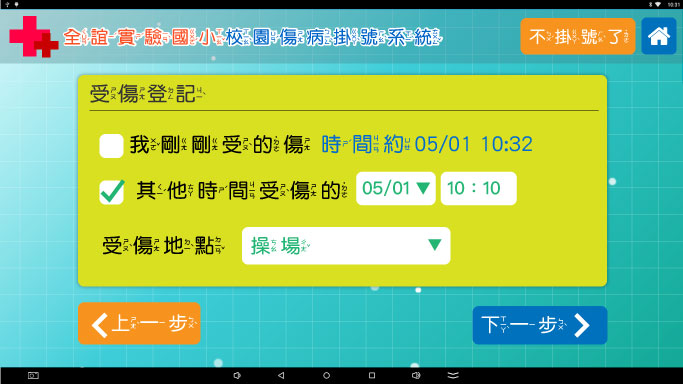 10:31
全誼實驗國小校園傷病掛號系統
不掛號了
受傷登記
我剛剛受的傷 時間約 05/01 10:32
其他時間受傷的 05/01 10:10
受傷地點 操場
上一步
下一步